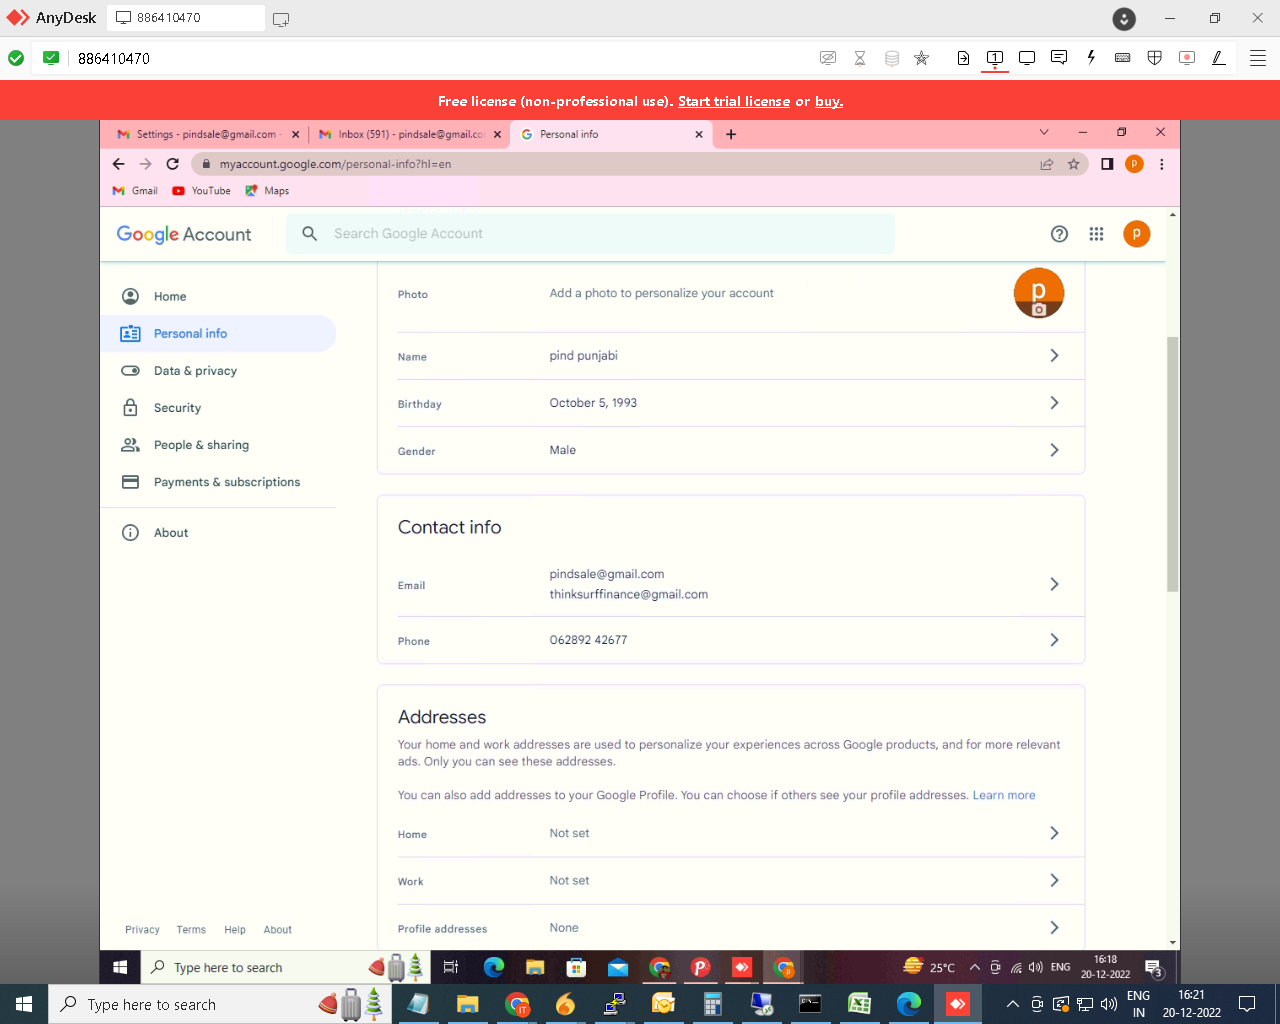 AnyDesk
886410470
886410470
Free license (non-professional use). Start trial license or buy.
Settings - pindsale@gmail.com -
Inbox (591) - pindsale@gmail.co
Personal info
myaccount.google.com/personal-info?hl=en
P
Gmail
YouTube
Maps
Google Account
Search Google Account
P
Home
Personal info
Data & privacy
Security
People & sharing
Payments & subscriptions
About
Photo
Add a photo to personalize your account
p
Name
pind punjabi
Birthday
October 5, 1993
Gender
Male
Contact info
Email
pindsale@gmail.com
thinksurffinance@gmail.com
Phone
062892 42677
Addresses
Your home and work addresses are used to personalize your experiences across Google products, and for more relevant
ads. Only you can see these addresses.
You can also add addresses to your Google Profile. You can choose if others see your profile addresses. Learn more
Home
Not set
Work
Not set
Profile addresses
None
Privacy
Terms
Help
About
Type here to search
25°C
ENG
16:18
20-12-2022
3
Type here to search
ENG
IN
16:21
20-12-2022